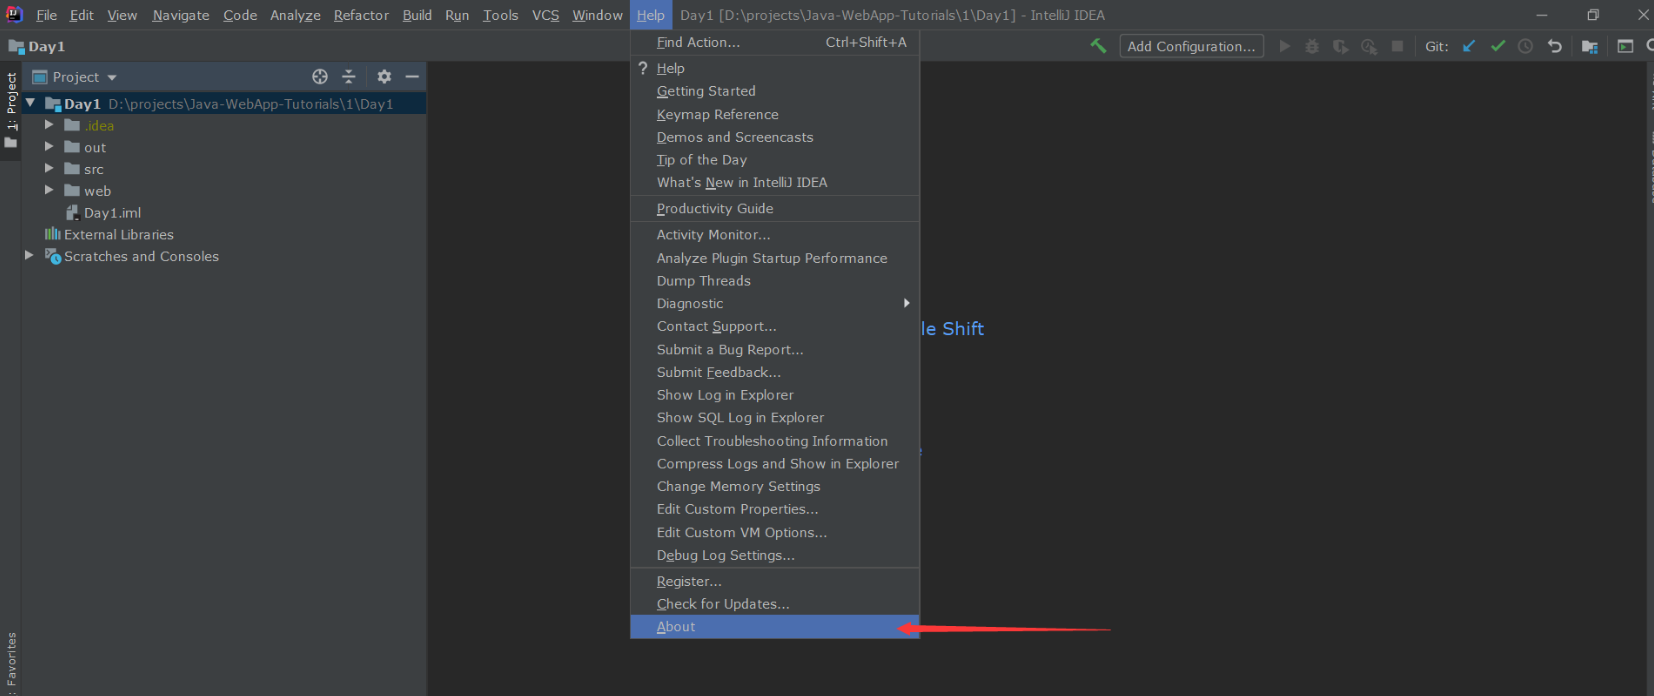 File Edit View Navigate Code Analyze Refactor Build Run Tools VCS Window Help Day1 [D:\projects\Java-WebApp-Tutorials\1\Day1] - IntelliJ IDEA
Day1
Add Configuration...
Git:
Project
1: Project
Day1 D:\projects\Java-WebApp-Tutorials\1\Day1
.idea
out
src
web
Day1.iml
External Libraries
Scratches and Consoles
Find Action... Ctrl+Shift+A
? Help
Getting Started
Keymap Reference
Demos and Screencasts
Tip of the Day
What's New in IntelliJ IDEA
Productivity Guide
Activity Monitor...
Analyze Plugin Startup Performance
Dump Threads
Diagnostic
Contact Support...
Submit a Bug Report...
Submit Feedback...
Show Log in Explorer
Show SQL Log in Explorer
Collect Troubleshooting Information
Compress Logs and Show in Explorer
Change Memory Settings
Edit Custom Properties...
Edit Custom VM Options...
Debug Log Settings...
Register...
Check for Updates...
About
le Shift
: Favorites